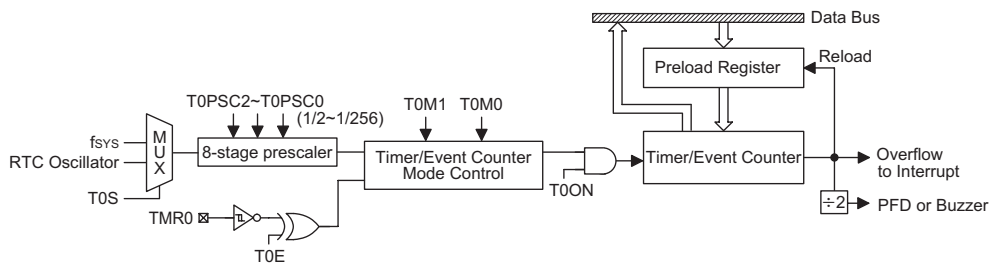 Data Bus
Preload Register
Reload
T0PSC2~T0PSC0
(1/2~1/256)
T0M1
T0M0
fSYS
RTC Oscillator
MUX
8-stage prescaler
Timer/Event Counter
Mode Control
Timer/Event Counter
Overflow
to Interrupt
T0S
T0ON
TMR0
÷2
PFD or Buzzer
T0E